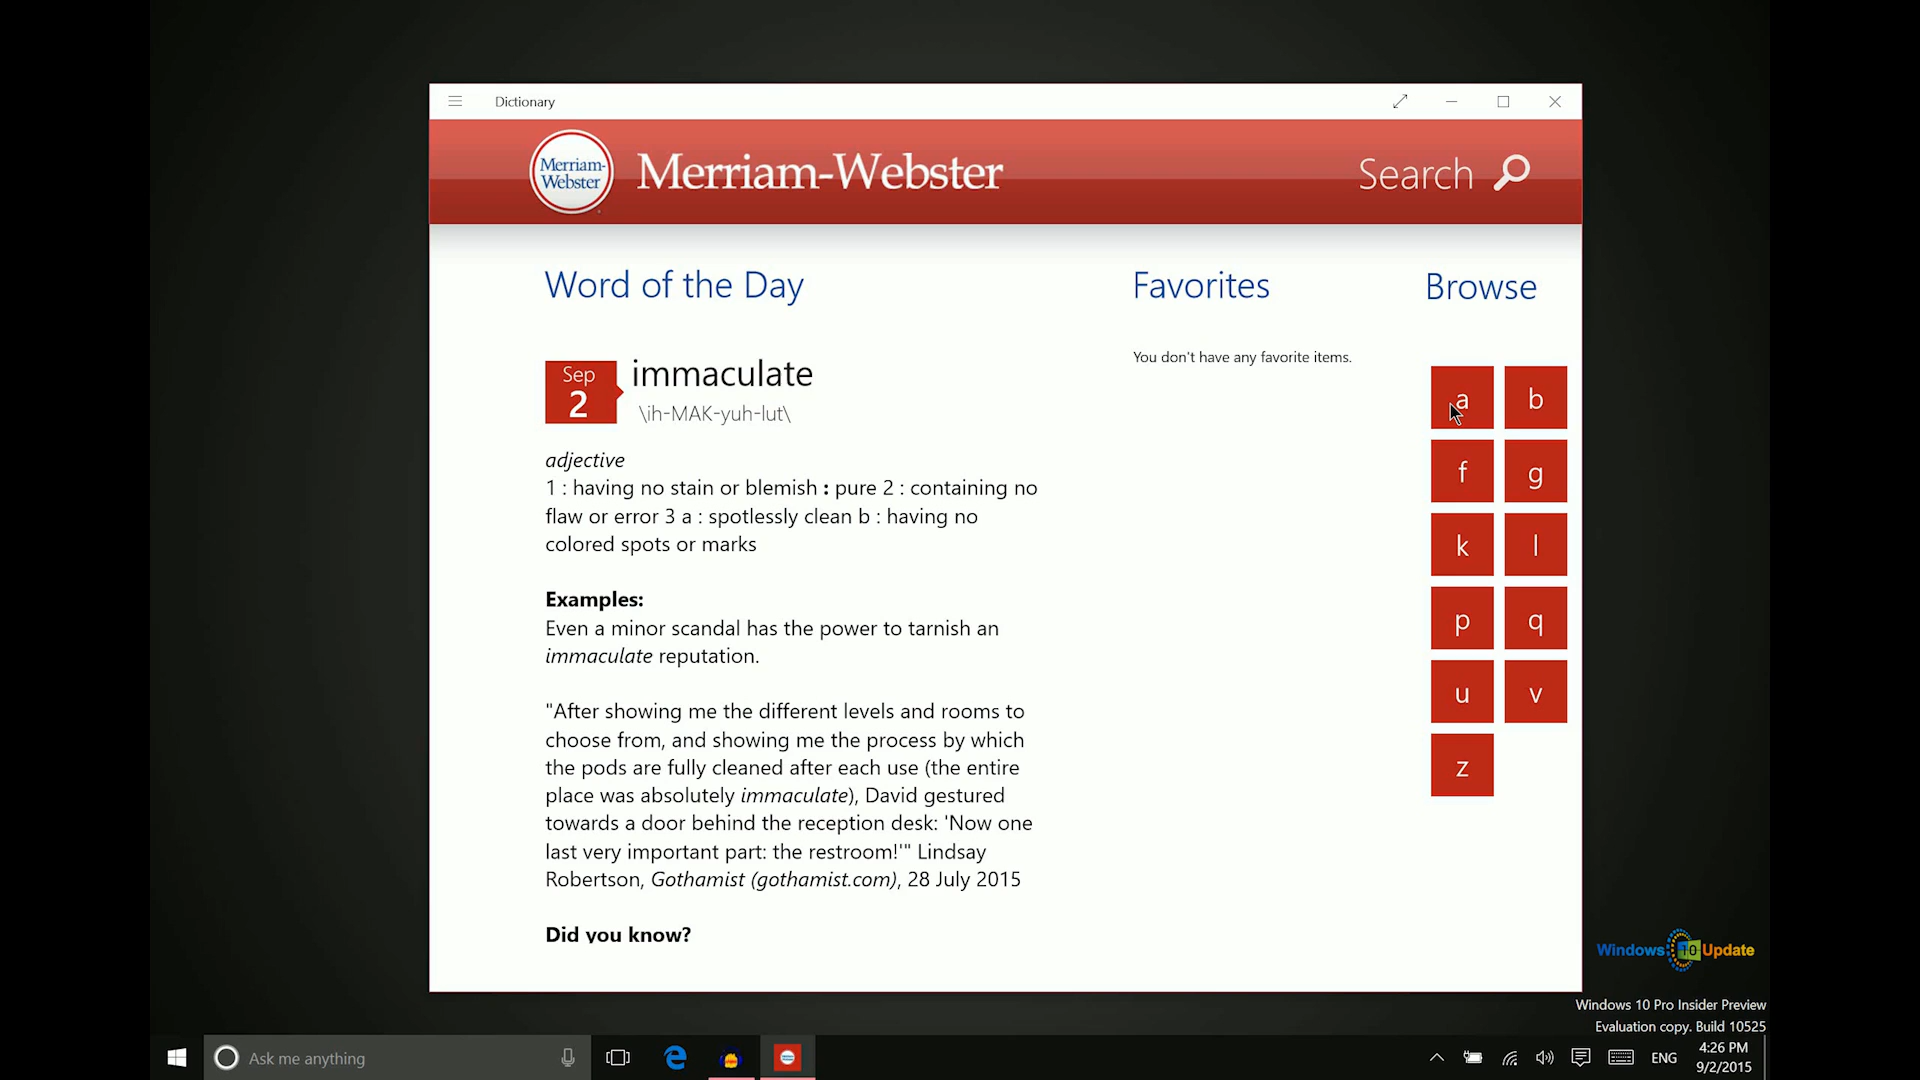 Dictionary
Merriam-
Webster
Merriam-Webster
Search
Word of the Day
Favorites
Browse
Sep
2
immaculate
\ih-MAK-yuh-lut\
You don't have any favorite items.
adjective
1 : having no stain or blemish : pure 2 : containing no
flaw or error 3 a : spotlessly clean b : having no
colored spots or marks
Examples:
Even a minor scandal has the power to tarnish an
immaculate reputation.
"After showing me the different levels and rooms to
choose from, and showing me the process by which
the pods are fully cleaned after each use (the entire
place was absolutely immaculate), David gestured
towards a door behind the reception desk: 'Now one
last very important part: the restroom!'" Lindsay
Robertson, Gothamist (gothamist.com), 28 July 2015
Did you know?
a b
f g
k l
p q
u v
z
Windows 10 Update
Windows 10 Pro Insider Preview
Evaluation copy. Build 10525
Ask me anything
ENG
4:26 PM
9/2/2015